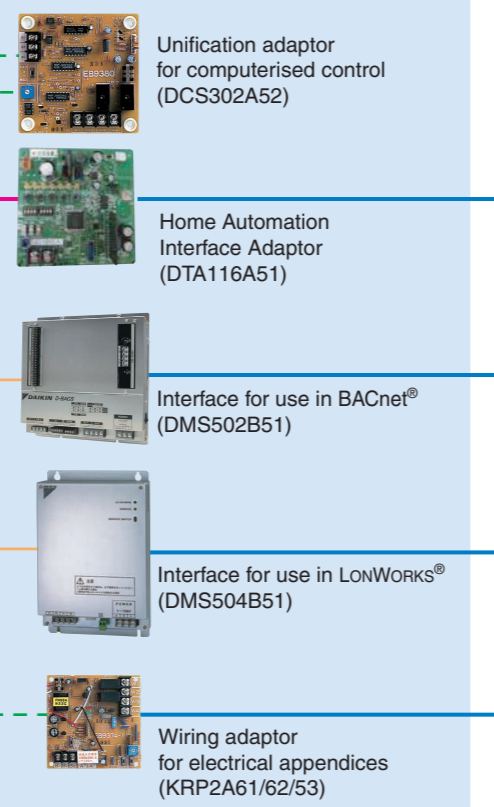 EB9380
Unification adaptor
for computerised control
(DCS302A52)
Home Automation
Interface Adaptor
(DTA116A51)
DAIKIN D-BACS
Interface for use in BACnet®
(DMS502B51)
Interface for use in LONWORKS®
(DMS504B51)
Wiring adaptor
for electrical appendices
(KRP2A61/62/53)